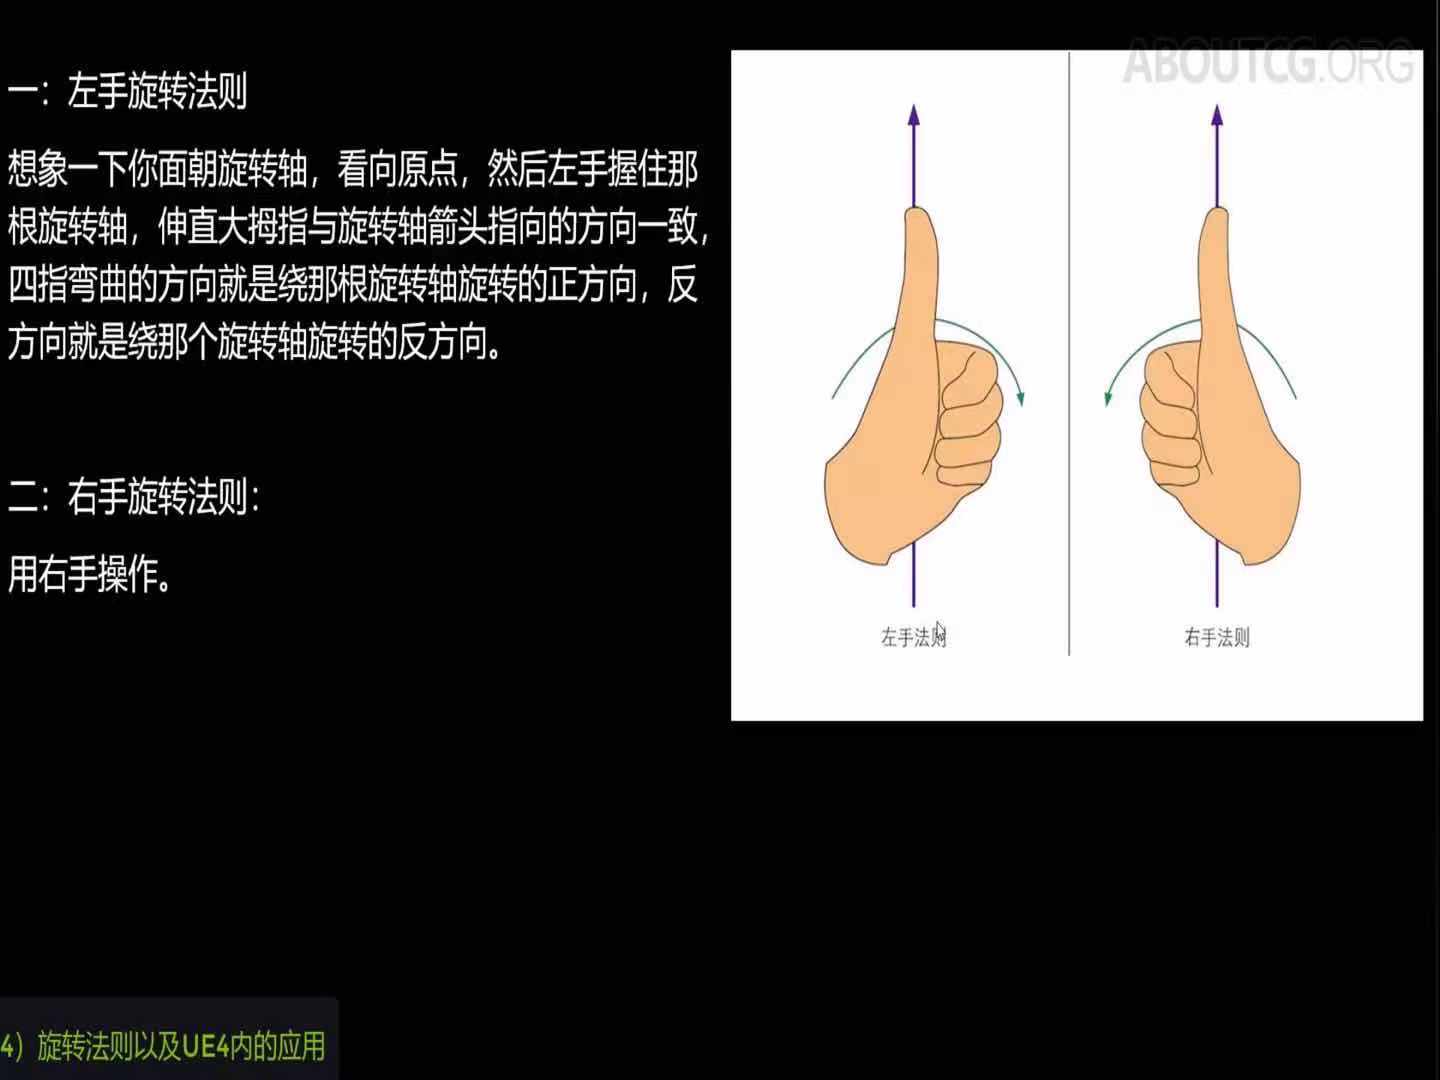 一：左手旋转法则
想象一下你面朝旋转轴，看向原点，然后左手握住那
根旋转轴，伸直大拇指与旋转轴箭头指向的方向一致，
四指弯曲的方向就是绕那根旋转轴旋转的正方向，反
方向就是绕那个旋转轴旋转的反方向。
二：右手旋转法则：
用右手操作。
ABOUTCG.ORG
左手法则
右手法则
4）旋转法则以及UE4内的应用